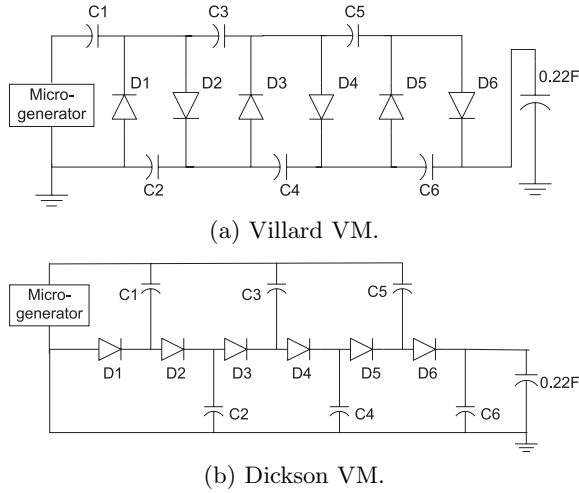 C1
C3
C5
D1
D2
D3
D4
D5
D6
0.22F
Micro-
generator
C2
C4
C6
(a) Villard VM.
Micro-
generator
C1
C3
C5
D1
D2
D3
D4
D5
D6
0.22F
C2
C4
C6
(b) Dickson VM.